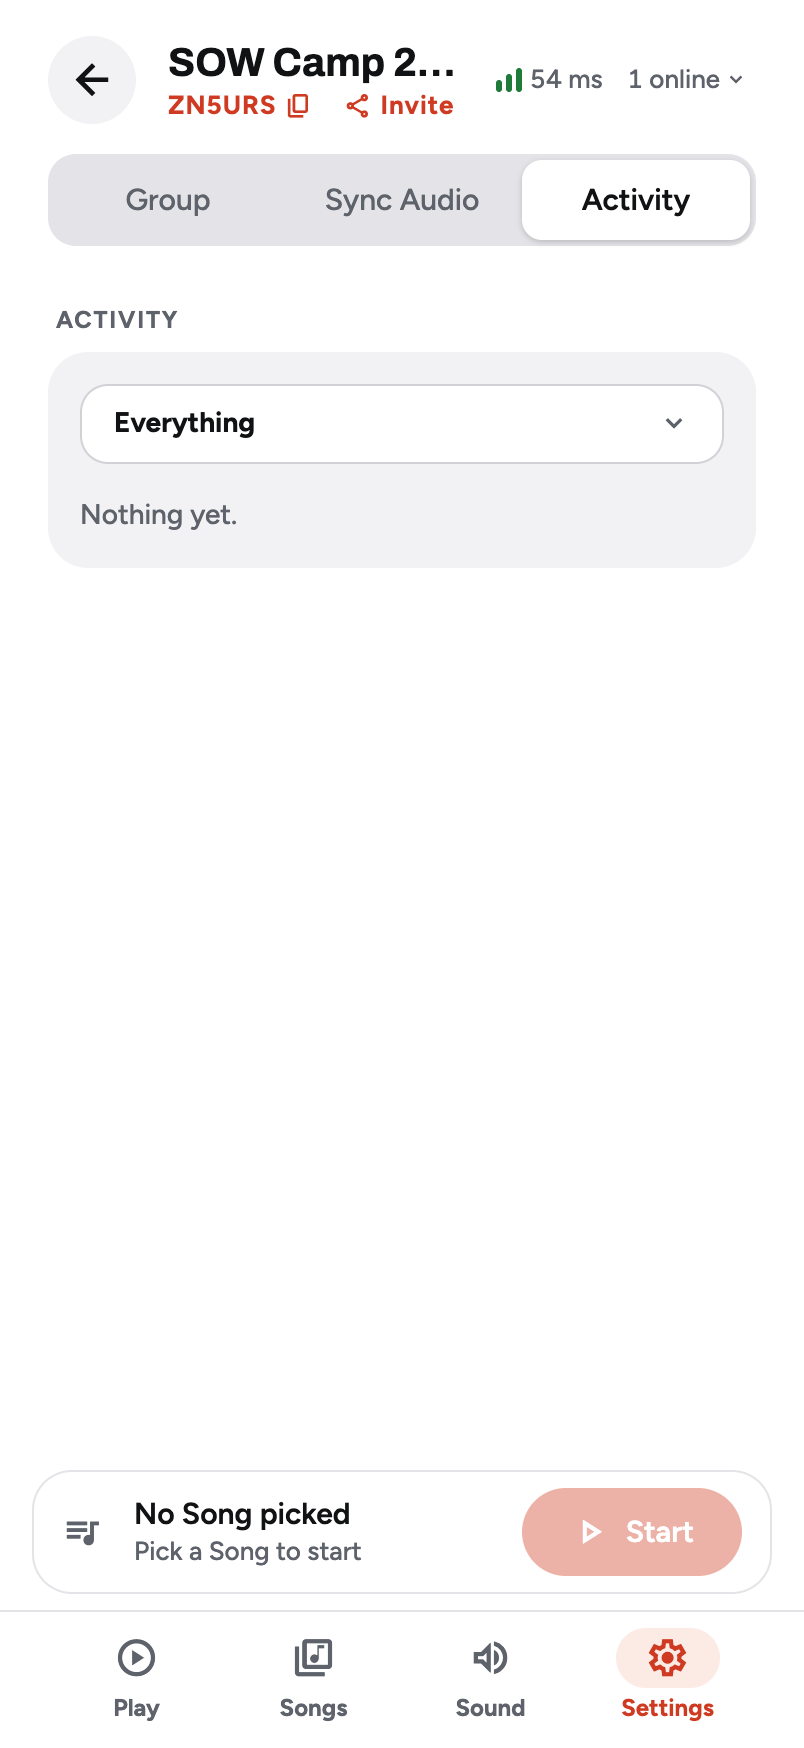 SOW Camp 2...
54 ms
1 online
ZN5URS
Invite
Group
Sync Audio
Activity
ACTIVITY
Everything
Nothing yet.
No Song picked
Pick a Song to start
Start
Play
Songs
Sound
Settings